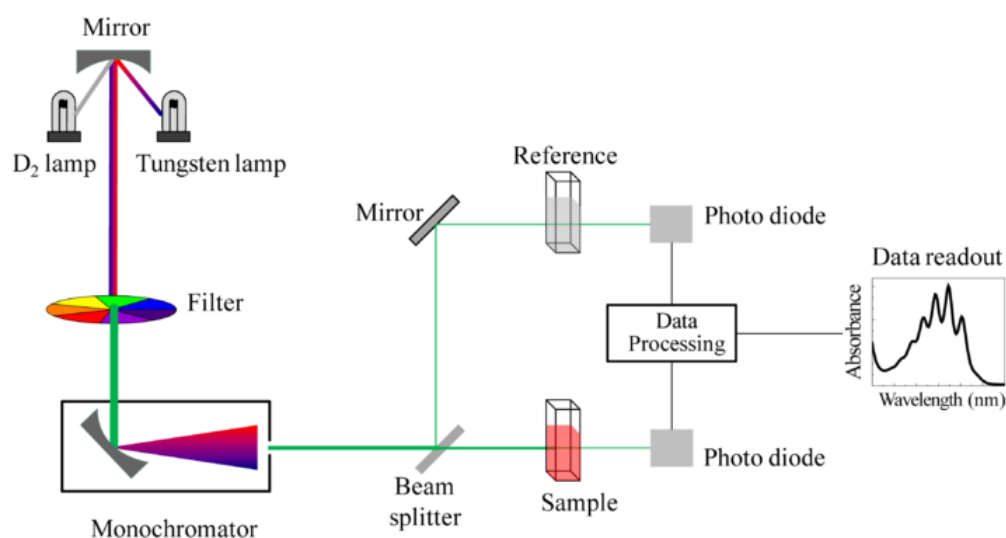 Mirror
D₂ lamp
Tungsten lamp
Filter
Monochromator
Beam
splitter
Mirror
Reference
Sample
Photo diode
Photo diode
Data
Processing
Data readout
Absorbance
Wavelength (nm)